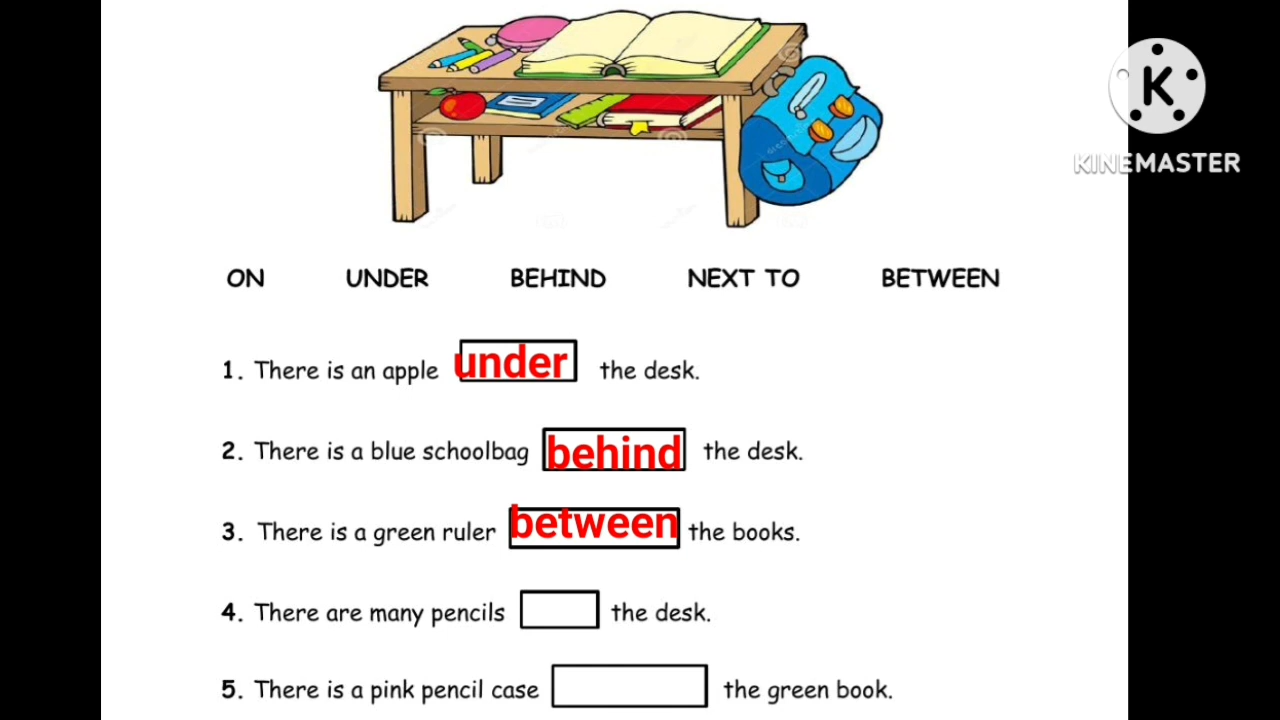 K
KINEMASTER
ON UNDER BEHIND NEXT TO BETWEEN
1. There is an apple under the desk.
2. There is a blue schoolbag behind the desk.
3. There is a green ruler between the books.
4. There are many pencils the desk.
5. There is a pink pencil case the green book.